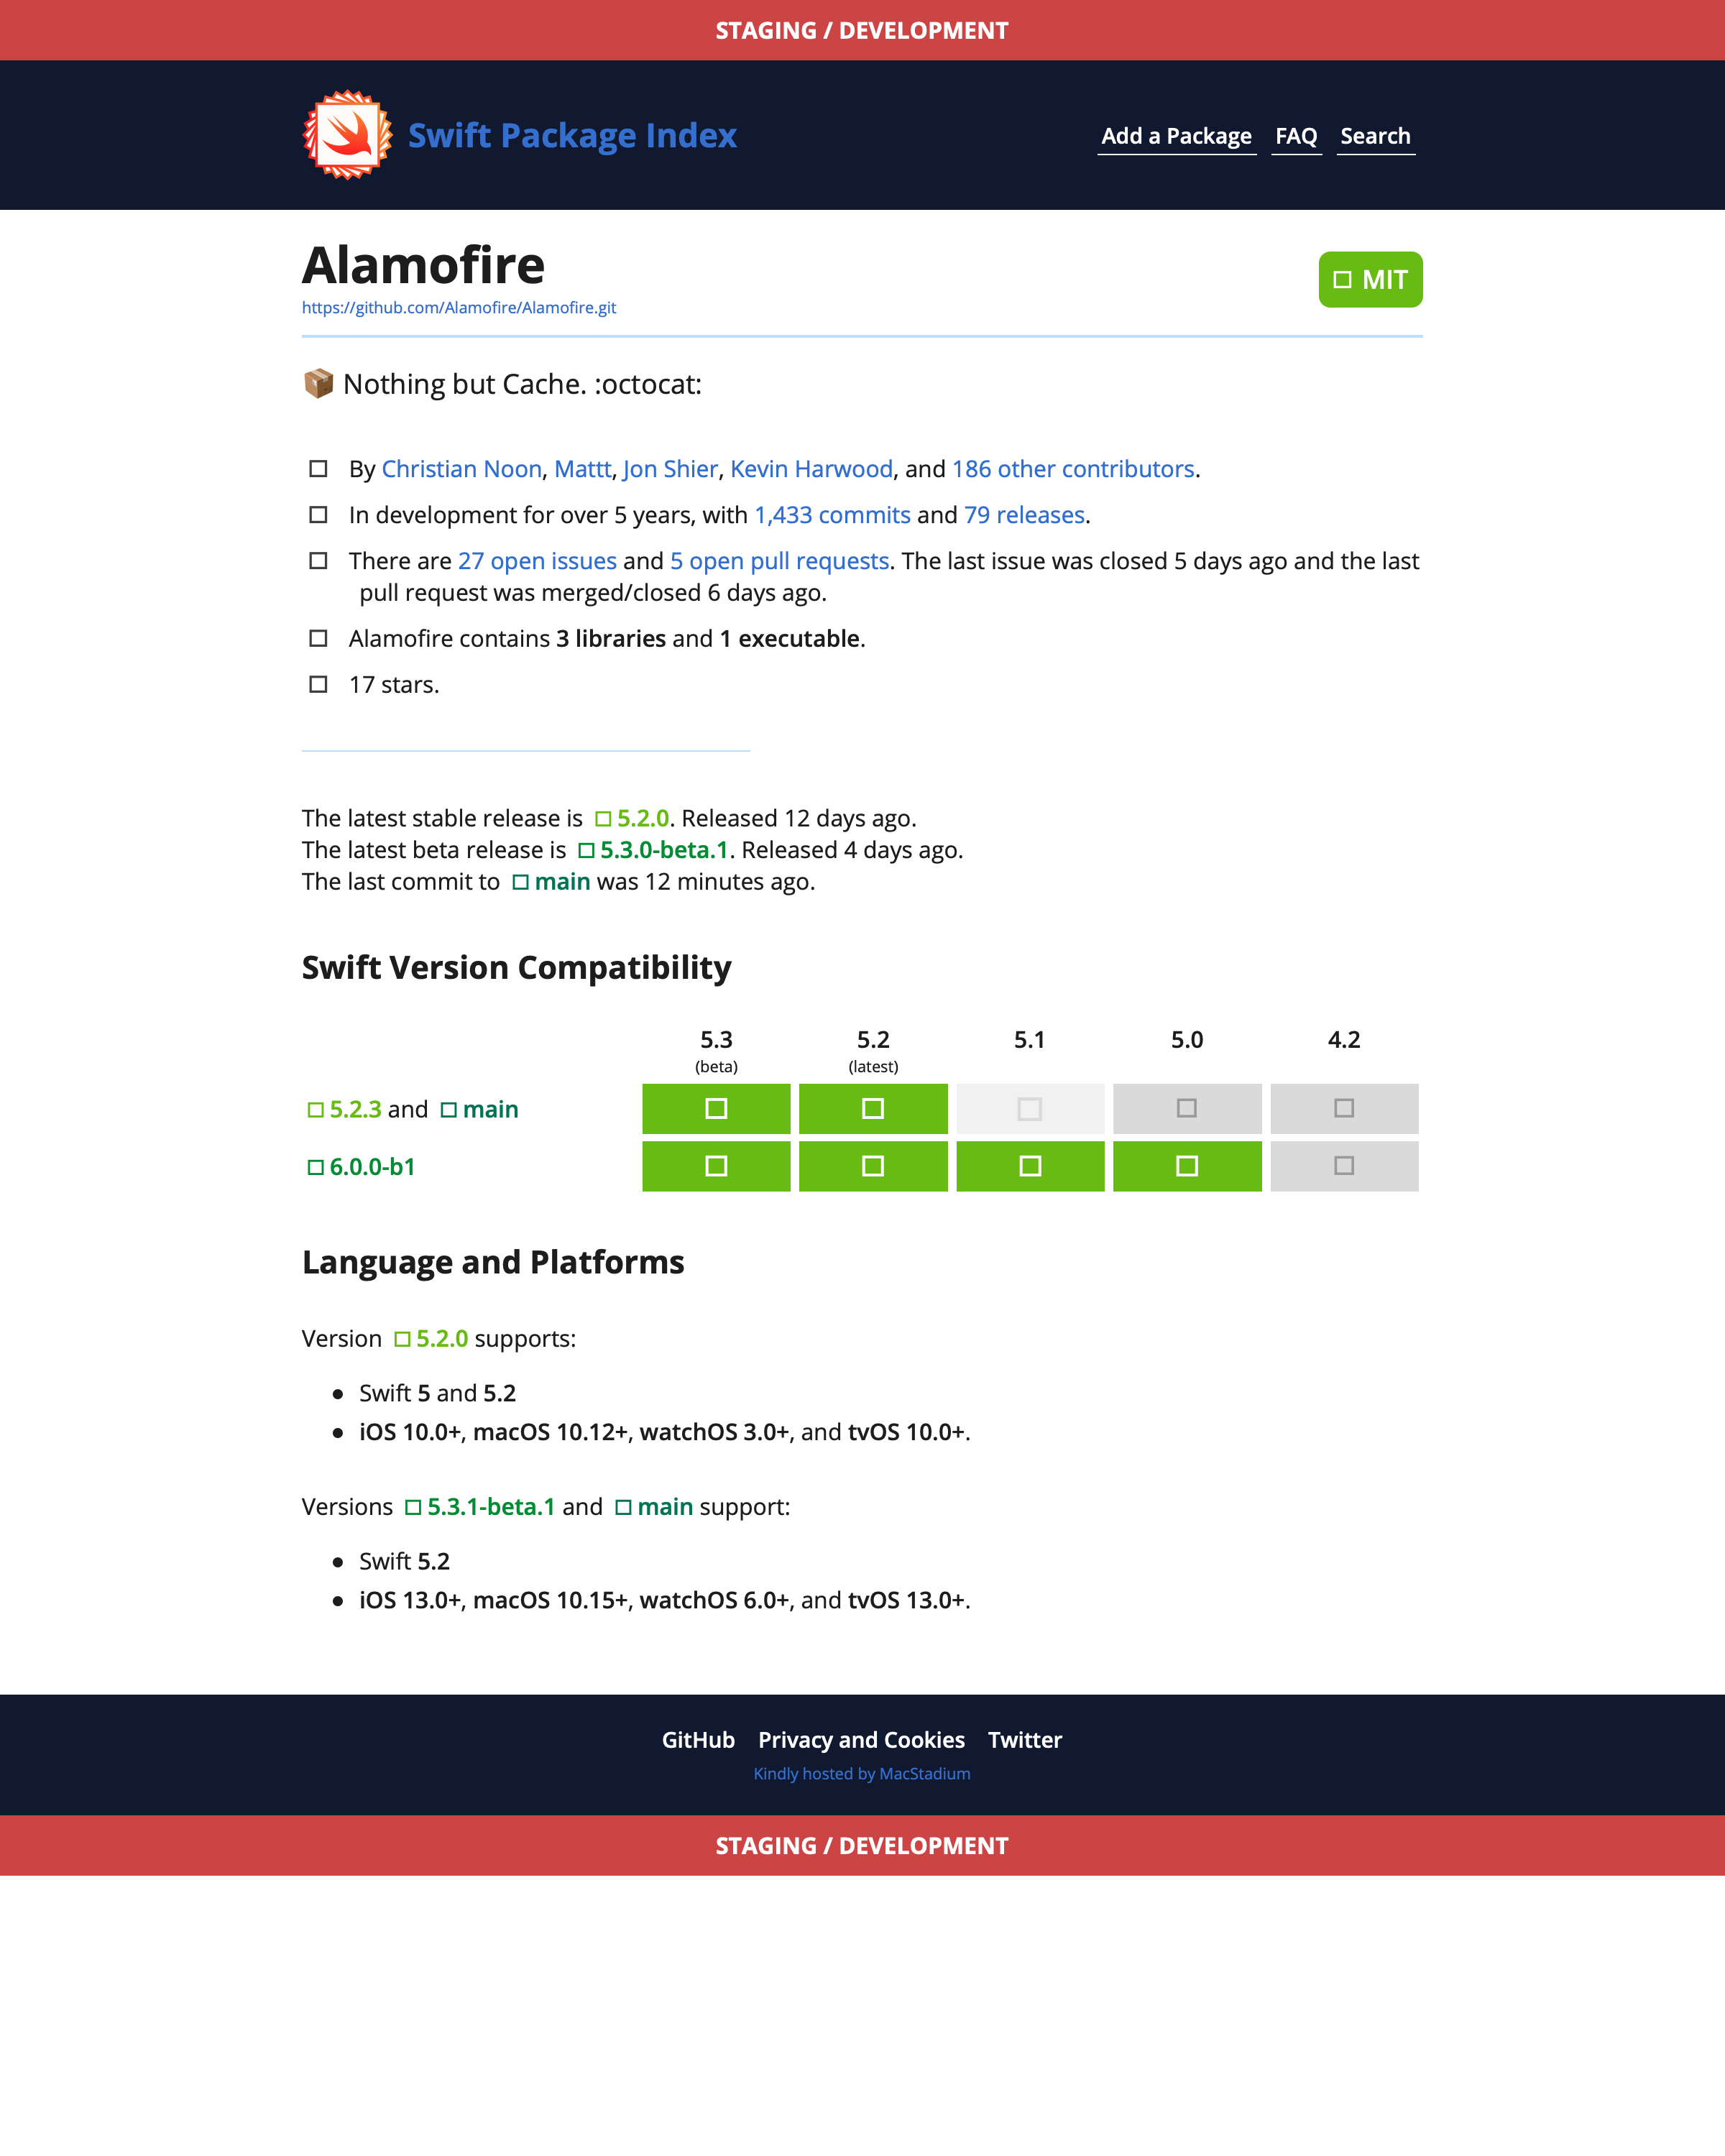 STAGING / DEVELOPMENT
Swift Package Index
Add a Package FAQ Search
Alamofire
MIT
https://github.com/Alamofire/Alamofire.git
📦 Nothing but Cache. :octocat:
By Christian Noon, Mattt, Jon Shier, Kevin Harwood, and 186 other contributors.
In development for over 5 years, with 1,433 commits and 79 releases.
There are 27 open issues and 5 open pull requests. The last issue was closed 5 days ago and the last
pull request was merged/closed 6 days ago.
Alamofire contains 3 libraries and 1 executable.
17 stars.
The latest stable release is 5.2.0. Released 12 days ago.
The latest beta release is 5.3.0-beta.1. Released 4 days ago.
The last commit to main was 12 minutes ago.
Swift Version Compatibility
5.3 5.2 5.1 5.0 4.2
(beta) (latest)
5.2.3 and main
6.0.0-b1
Language and Platforms
Version 5.2.0 supports:
• Swift 5 and 5.2
• iOS 10.0+, macOS 10.12+, watchOS 3.0+, and tvOS 10.0+.
Versions 5.3.1-beta.1 and main support:
• Swift 5.2
• iOS 13.0+, macOS 10.15+, watchOS 6.0+, and tvOS 13.0+.
GitHub Privacy and Cookies Twitter
Kindly hosted by MacStadium
STAGING / DEVELOPMENT